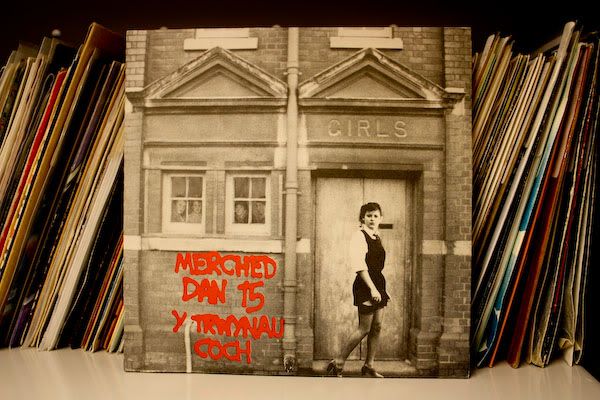 GIRLS
MERCHED
DAN 15
Y TRWYNAU
COCH